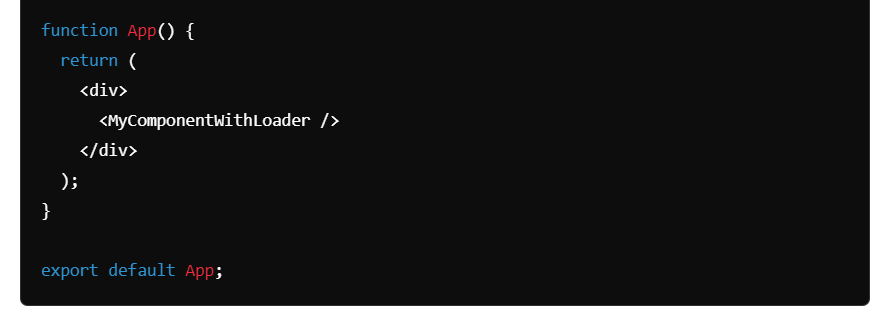 function App() {
  return (
    <div>
      <MyComponentWithLoader />
    </div>
  );
}

export default App;